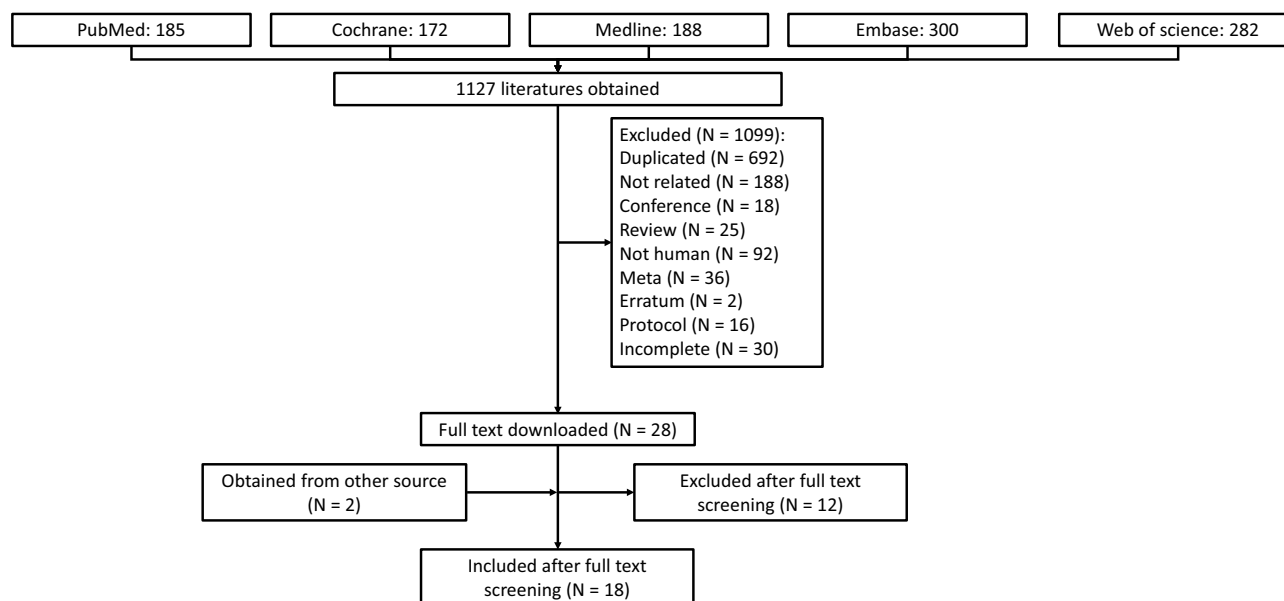 PubMed: 185
Cochrane: 172
Medline: 188
Embase: 300
Web of science: 282
1127 literatures obtained
Excluded (N = 1099):
Duplicated (N = 692)
Not related (N = 188)
Conference (N = 18)
Review (N = 25)
Not human (N = 92)
Meta (N = 36)
Erratum (N = 2)
Protocol (N = 16)
Incomplete (N = 30)
Full text downloaded (N = 28)
Obtained from other source
(N = 2)
Excluded after full text
screening (N = 12)
Included after full text
screening (N = 18)